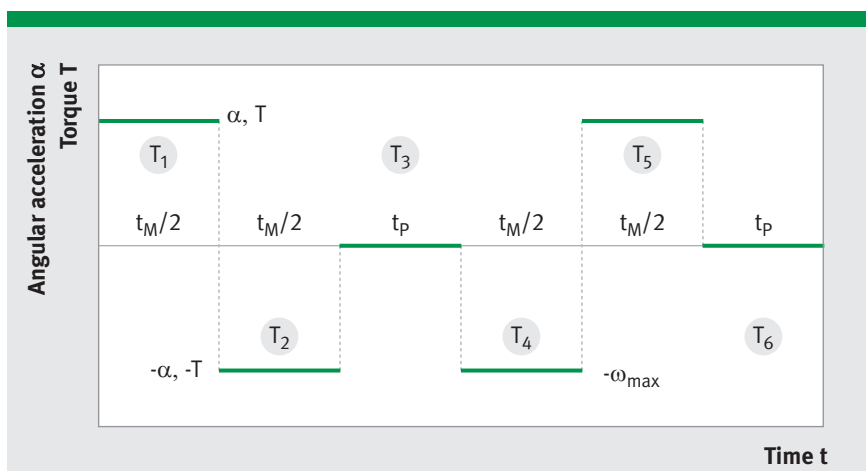 Angular acceleration α
Torque T
α, T
T1
T3
T5
tM/2
tM/2
tP
tM/2
tM/2
tP
T2
T4
T6
-α, -T
-ωmax
Time t